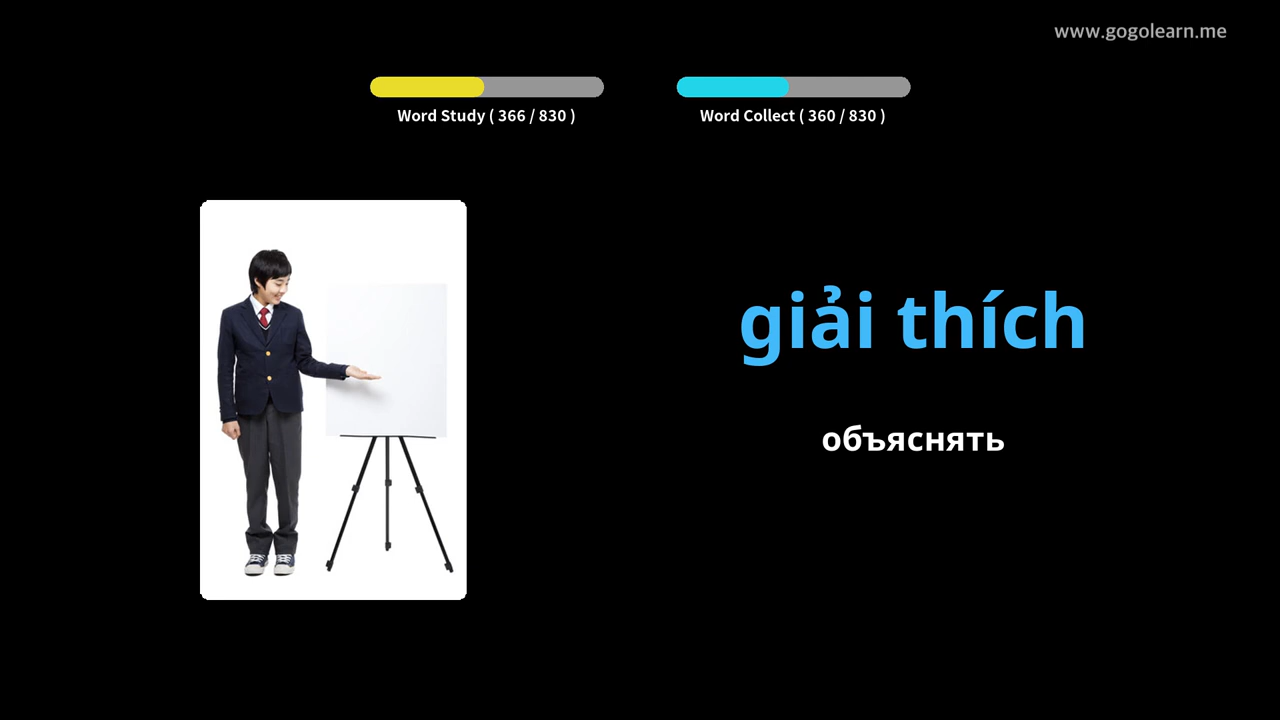 www.gogolearn.me
Word Study ( 366 / 830 )
Word Collect ( 360 / 830 )
giải thích
объяснять